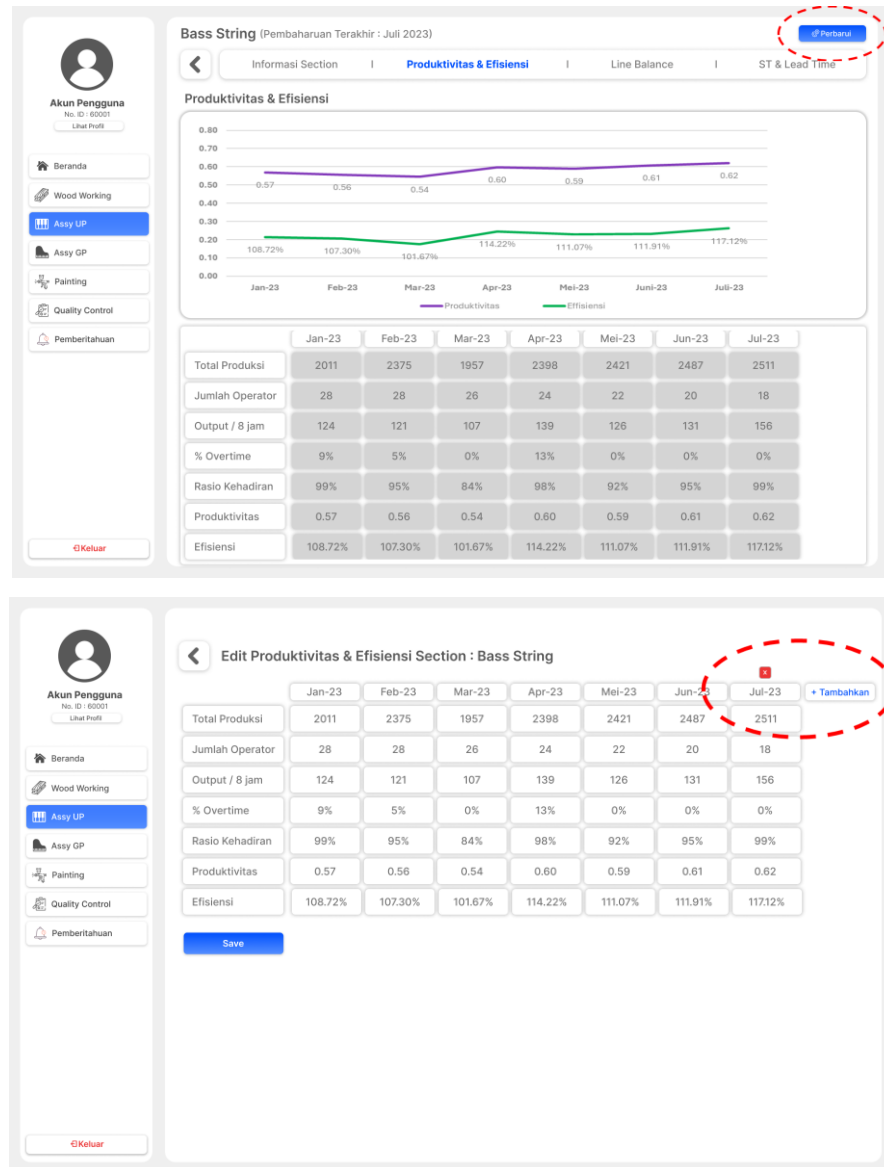 Bass String (Pembaharuan Terakhir : Juli 2023)
Perbarui
Informasi Section | Produktivitas & Efisiensi | Line Balance | ST & Lead Time
Akun Pengguna
No. ID : 60001
Lihat Profil
Beranda
Wood Working
Assy UP
Assy GP
Painting
Quality Control
Pemberitahuan
Keluar
Produktivitas & Efisiensi
0.80
0.70
0.60
0.50
0.40
0.30
0.20
0.10
0.00
0.57 0.56 0.54 0.60 0.59 0.61 0.62
108.72% 107.30% 101.67% 114.22% 111.07% 111.91% 117.12%
Jan-23 Feb-23 Mar-23 Apr-23 Mei-23 Juni-23 Juli-23
Produktivitas Effisiensi
Jan-23 Feb-23 Mar-23 Apr-23 Mei-23 Jun-23 Jul-23
Total Produksi 2011 2375 1957 2398 2421 2487 2511
Jumlah Operator 28 28 26 24 22 20 18
Output / 8 jam 124 121 107 139 126 131 156
% Overtime 9% 5% 0% 13% 0% 0% 0%
Rasio Kehadiran 99% 95% 84% 98% 92% 95% 99%
Produktivitas 0.57 0.56 0.54 0.60 0.59 0.61 0.62
Efisiensi 108.72% 107.30% 101.67% 114.22% 111.07% 111.91% 117.12%
Akun Pengguna
No. ID : 60001
Lihat Profil
Beranda
Wood Working
Assy UP
Assy GP
Painting
Quality Control
Pemberitahuan
Keluar
Edit Produktivitas & Efisiensi Section : Bass String
x
Jan-23 Feb-23 Mar-23 Apr-23 Mei-23 Jun-23 Jul-23 + Tambahkan
Total Produksi 2011 2375 1957 2398 2421 2487 2511
Jumlah Operator 28 28 26 24 22 20 18
Output / 8 jam 124 121 107 139 126 131 156
% Overtime 9% 5% 0% 13% 0% 0% 0%
Rasio Kehadiran 99% 95% 84% 98% 92% 95% 99%
Produktivitas 0.57 0.56 0.54 0.60 0.59 0.61 0.62
Efisiensi 108.72% 107.30% 101.67% 114.22% 111.07% 111.91% 117.12%
Save